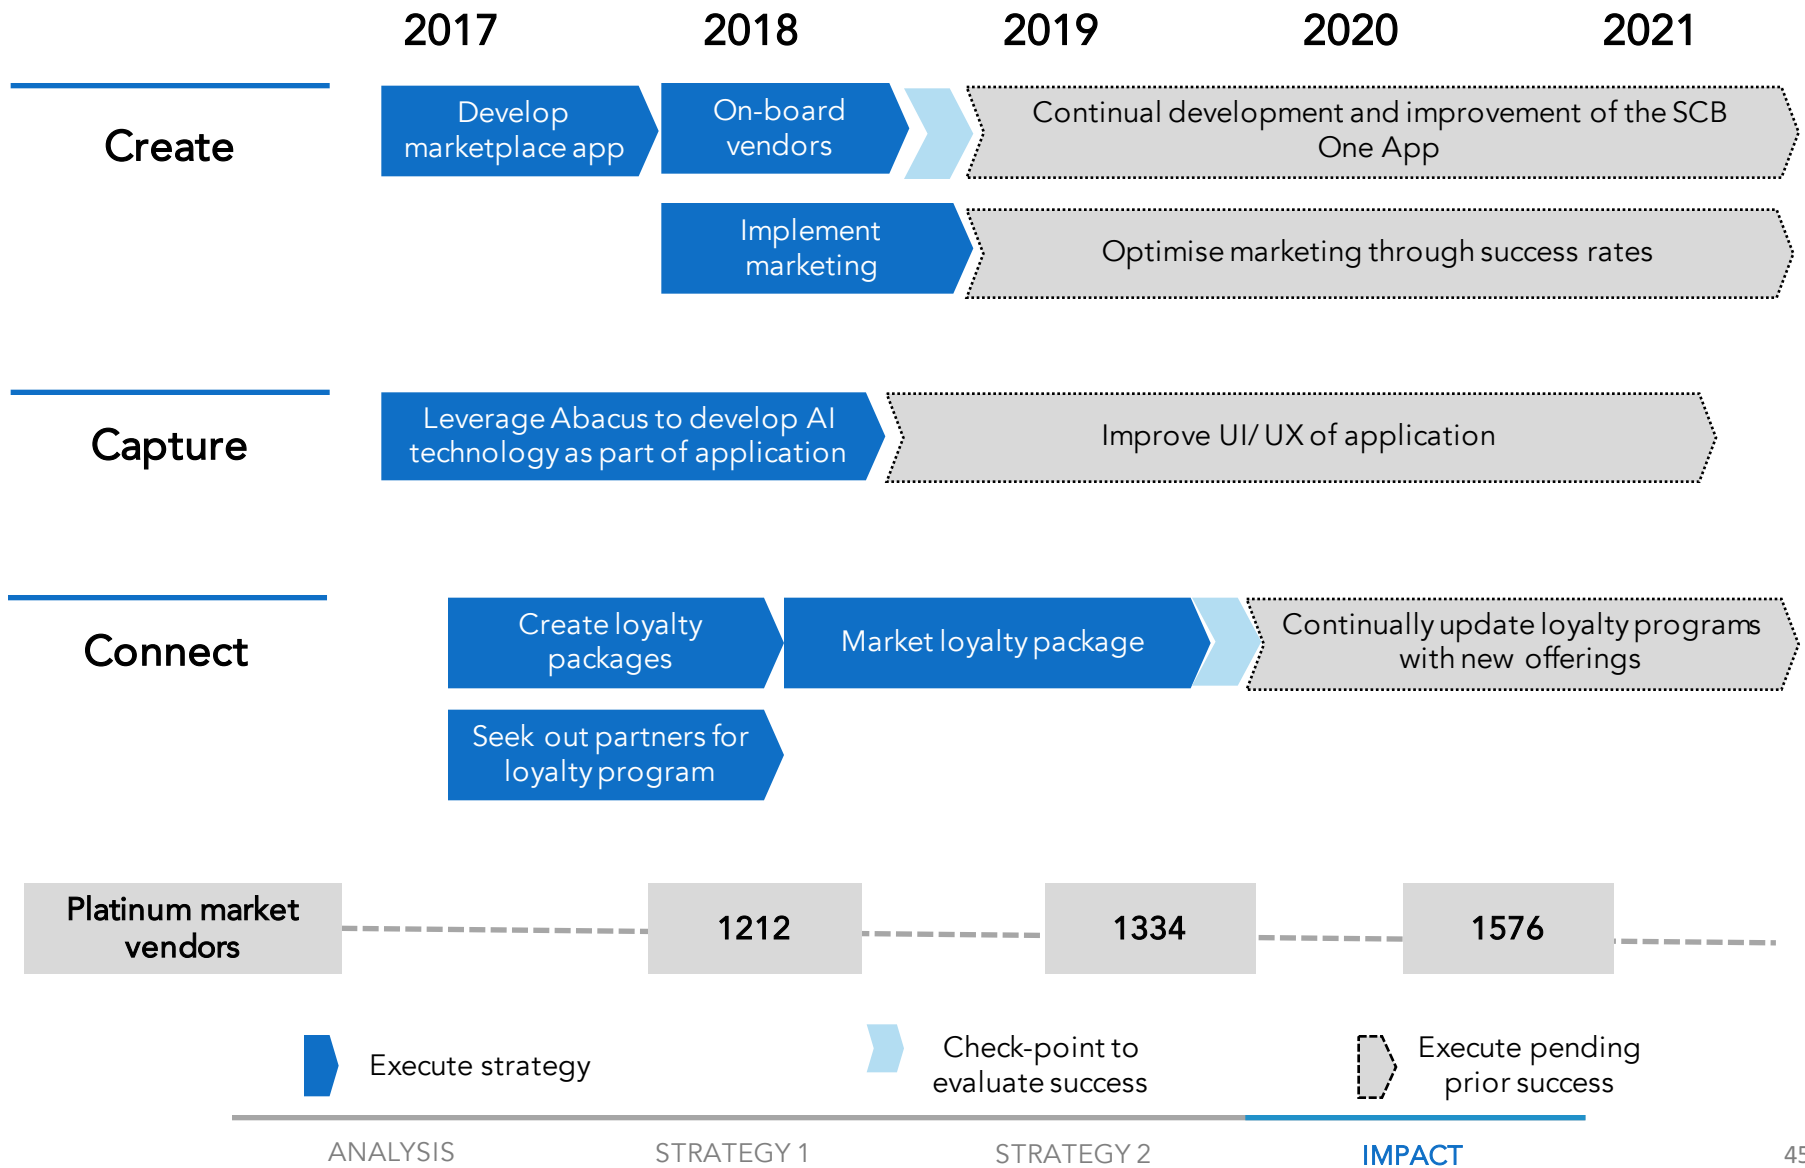 2017 2018 2019 2020 2021
Create
Develop
marketplace app
On-board
vendors
Continual development and improvement of the SCB
One App
Implement
marketing
Optimise marketing through success rates
Capture
Leverage Abacus to develop AI
technology as part of application
Improve UI/ UX of application
Connect
Create loyalty
packages
Market loyalty package
Continually update loyalty programs
with new offerings
Seek out partners for
loyalty program
Platinum market
vendors
1212
1334
1576
Execute strategy
Check-point to
evaluate success
Execute pending
prior success
ANALYSIS STRATEGY 1 STRATEGY 2 IMPACT 45